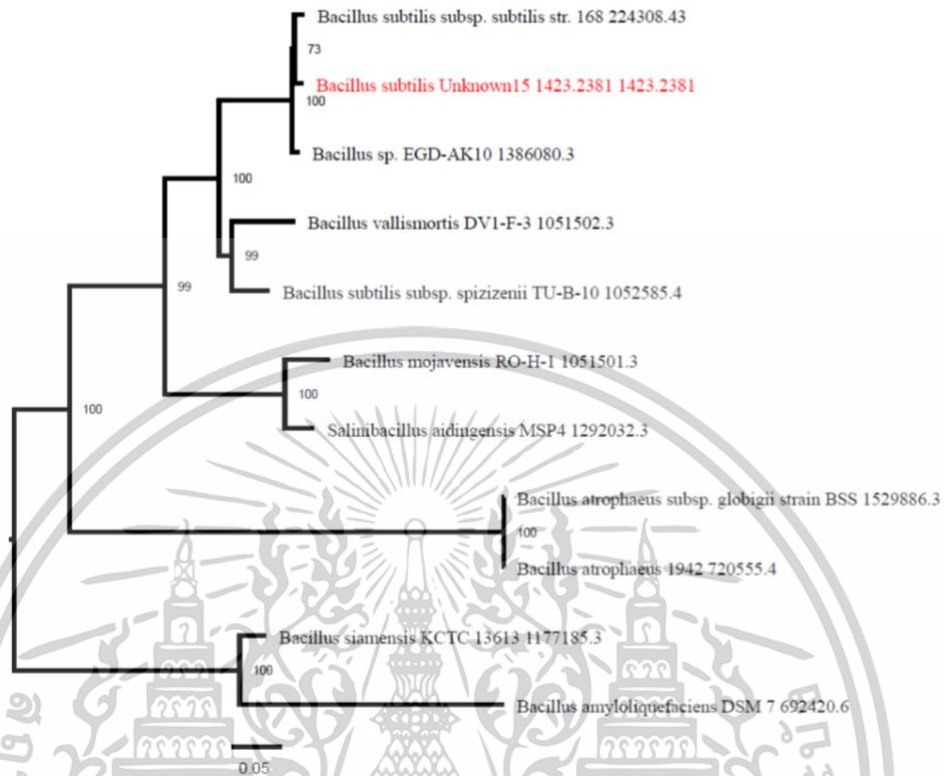 Bacillus subtilis subsp. subtilis str. 168 224308.43
73
Bacillus subtilis Unknown15 1423.2381 1423.2381
100
Bacillus sp. EGD-AK10 1386080.3
100
Bacillus vallismortis DV1-F-3 1051502.3
99
Bacillus subtilis subsp. spizizenii TU-B-10 1052585.4
99
Bacillus mojavensis RO-H-1 1051501.3
100
100
Salinibacillus aidingensis MSP4 1292032.3
Bacillus atrophaeus subsp. globigii strain BSS 1529886.3
100
Bacillus atrophaeus 1942 720555.4
Bacillus siamensis KCTC 13613 1177185.3
100
Bacillus amyloliquefaciens DSM 7 692420.6
0.05